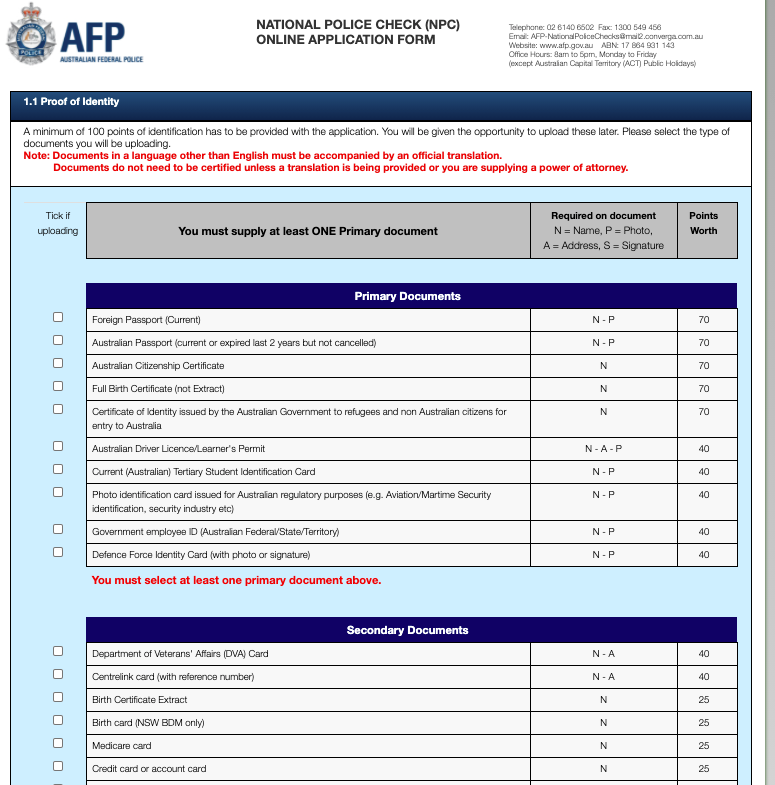 AFP
AUSTRALIAN FEDERAL POLICE
NATIONAL POLICE CHECK (NPC)
ONLINE APPLICATION FORM
Telephone: 02 6140 6502 Fax: 1300 549 456
Email: AFP-NationalPoliceChecks@mail2.converga.com.au
Website: www.afp.gov.au ABN: 17 864 931 143
Office Hours: 8am to 5pm, Monday to Friday
(except Australian Capital Territory (ACT) Public Holidays)
1.1 Proof of Identity
A minimum of 100 points of identification has to be provided with the application. You will be given the opportunity to upload these later. Please select the type of
documents you will be uploading.
Note: Documents in a language other than English must be accompanied by an official translation.
Documents do not need to be certified unless a translation is being provided or you are supplying a power of attorney.
Tick if
uploading
You must supply at least ONE Primary document
Required on document
N = Name, P = Photo,
A = Address, S = Signature
Points
Worth
Primary Documents
Foreign Passport (Current) N - P 70
Australian Passport (current or expired last 2 years but not cancelled) N - P 70
Australian Citizenship Certificate N 70
Full Birth Certificate (not Extract) N 70
Certificate of Identity issued by the Australian Government to refugees and non Australian citizens for N 70
entry to Australia
Australian Driver Licence/Learner's Permit N - A - P 40
Current (Australian) Tertiary Student Identification Card N - P 40
Photo identification card issued for Australian regulatory purposes (e.g. Aviation/Martime Security N - P 40
identification, security industry etc)
Government employee ID (Australian Federal/State/Territory) N - P 40
Defence Force Identity Card (with photo or signature) N - P 40
You must select at least one primary document above.
Secondary Documents
Department of Veterans' Affairs (DVA) Card N - A 40
Centrelink card (with reference number) N - A 40
Birth Certificate Extract N 25
Birth card (NSW BDM only) N 25
Medicare card N 25
Credit card or account card N 25